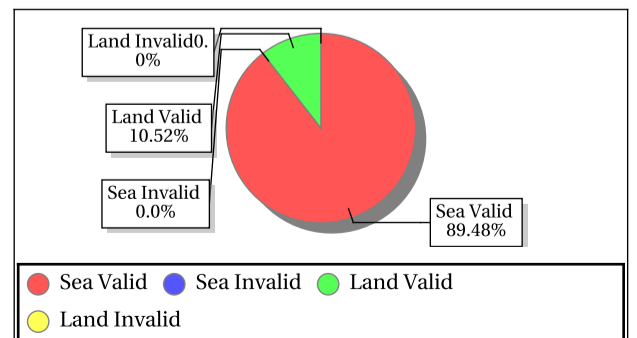 Land Invalid0.
0%
Land Valid
10.52%
Sea Invalid
0.0%
Sea Valid
89.48%
Sea Valid Sea Invalid Land Valid
Land Invalid